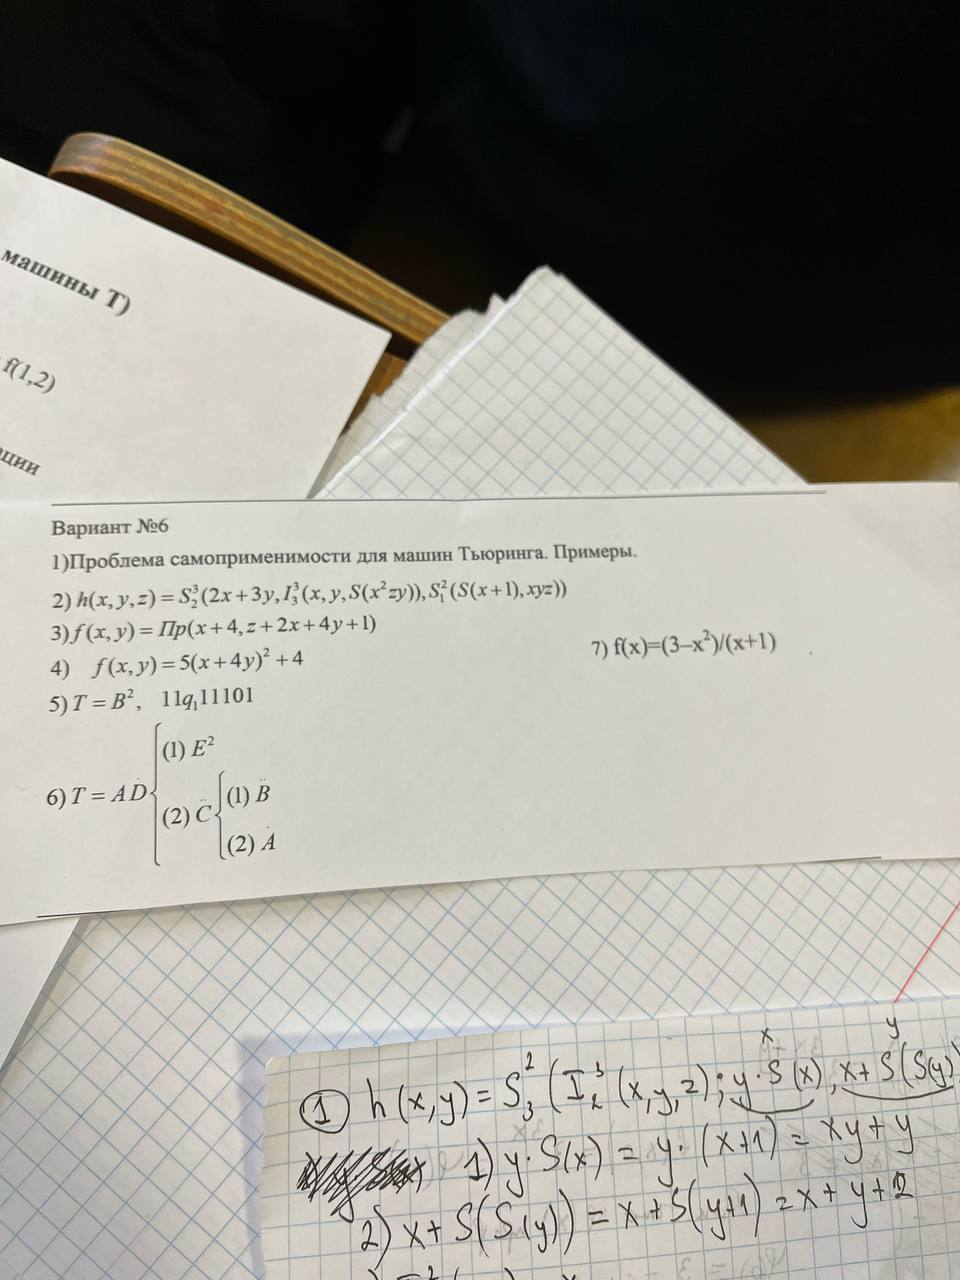 машины T)
f(1,2)
ции
Вариант №6
1)Проблема самоприменимости для машин Тьюринга. Примеры.
2) h(x, y, z) = S₂³(2x + 3y, I₃³(x, y, S(x²zy)), S₁²(S(x+1), xyz))
3) f(x, y) = Пр(x + 4, z + 2x + 4y + 1)
4) f(x, y) = 5(x + 4y)² + 4
7) f(x)=(3–x²)/(x+1)
5) T = B², 11q₁11101
6) T = AḊ { (1) E²
(2) C̈ { (1) B̈
(2) Ȧ
x y
① h(x,y) = S₃² (I₂³ (x,y,z); y·S(x), x+S(S(y)
1) y·S(x) = y·(x+1) = xy+y
2) x+S(S(y)) = x+S(y+1) = x+y+2